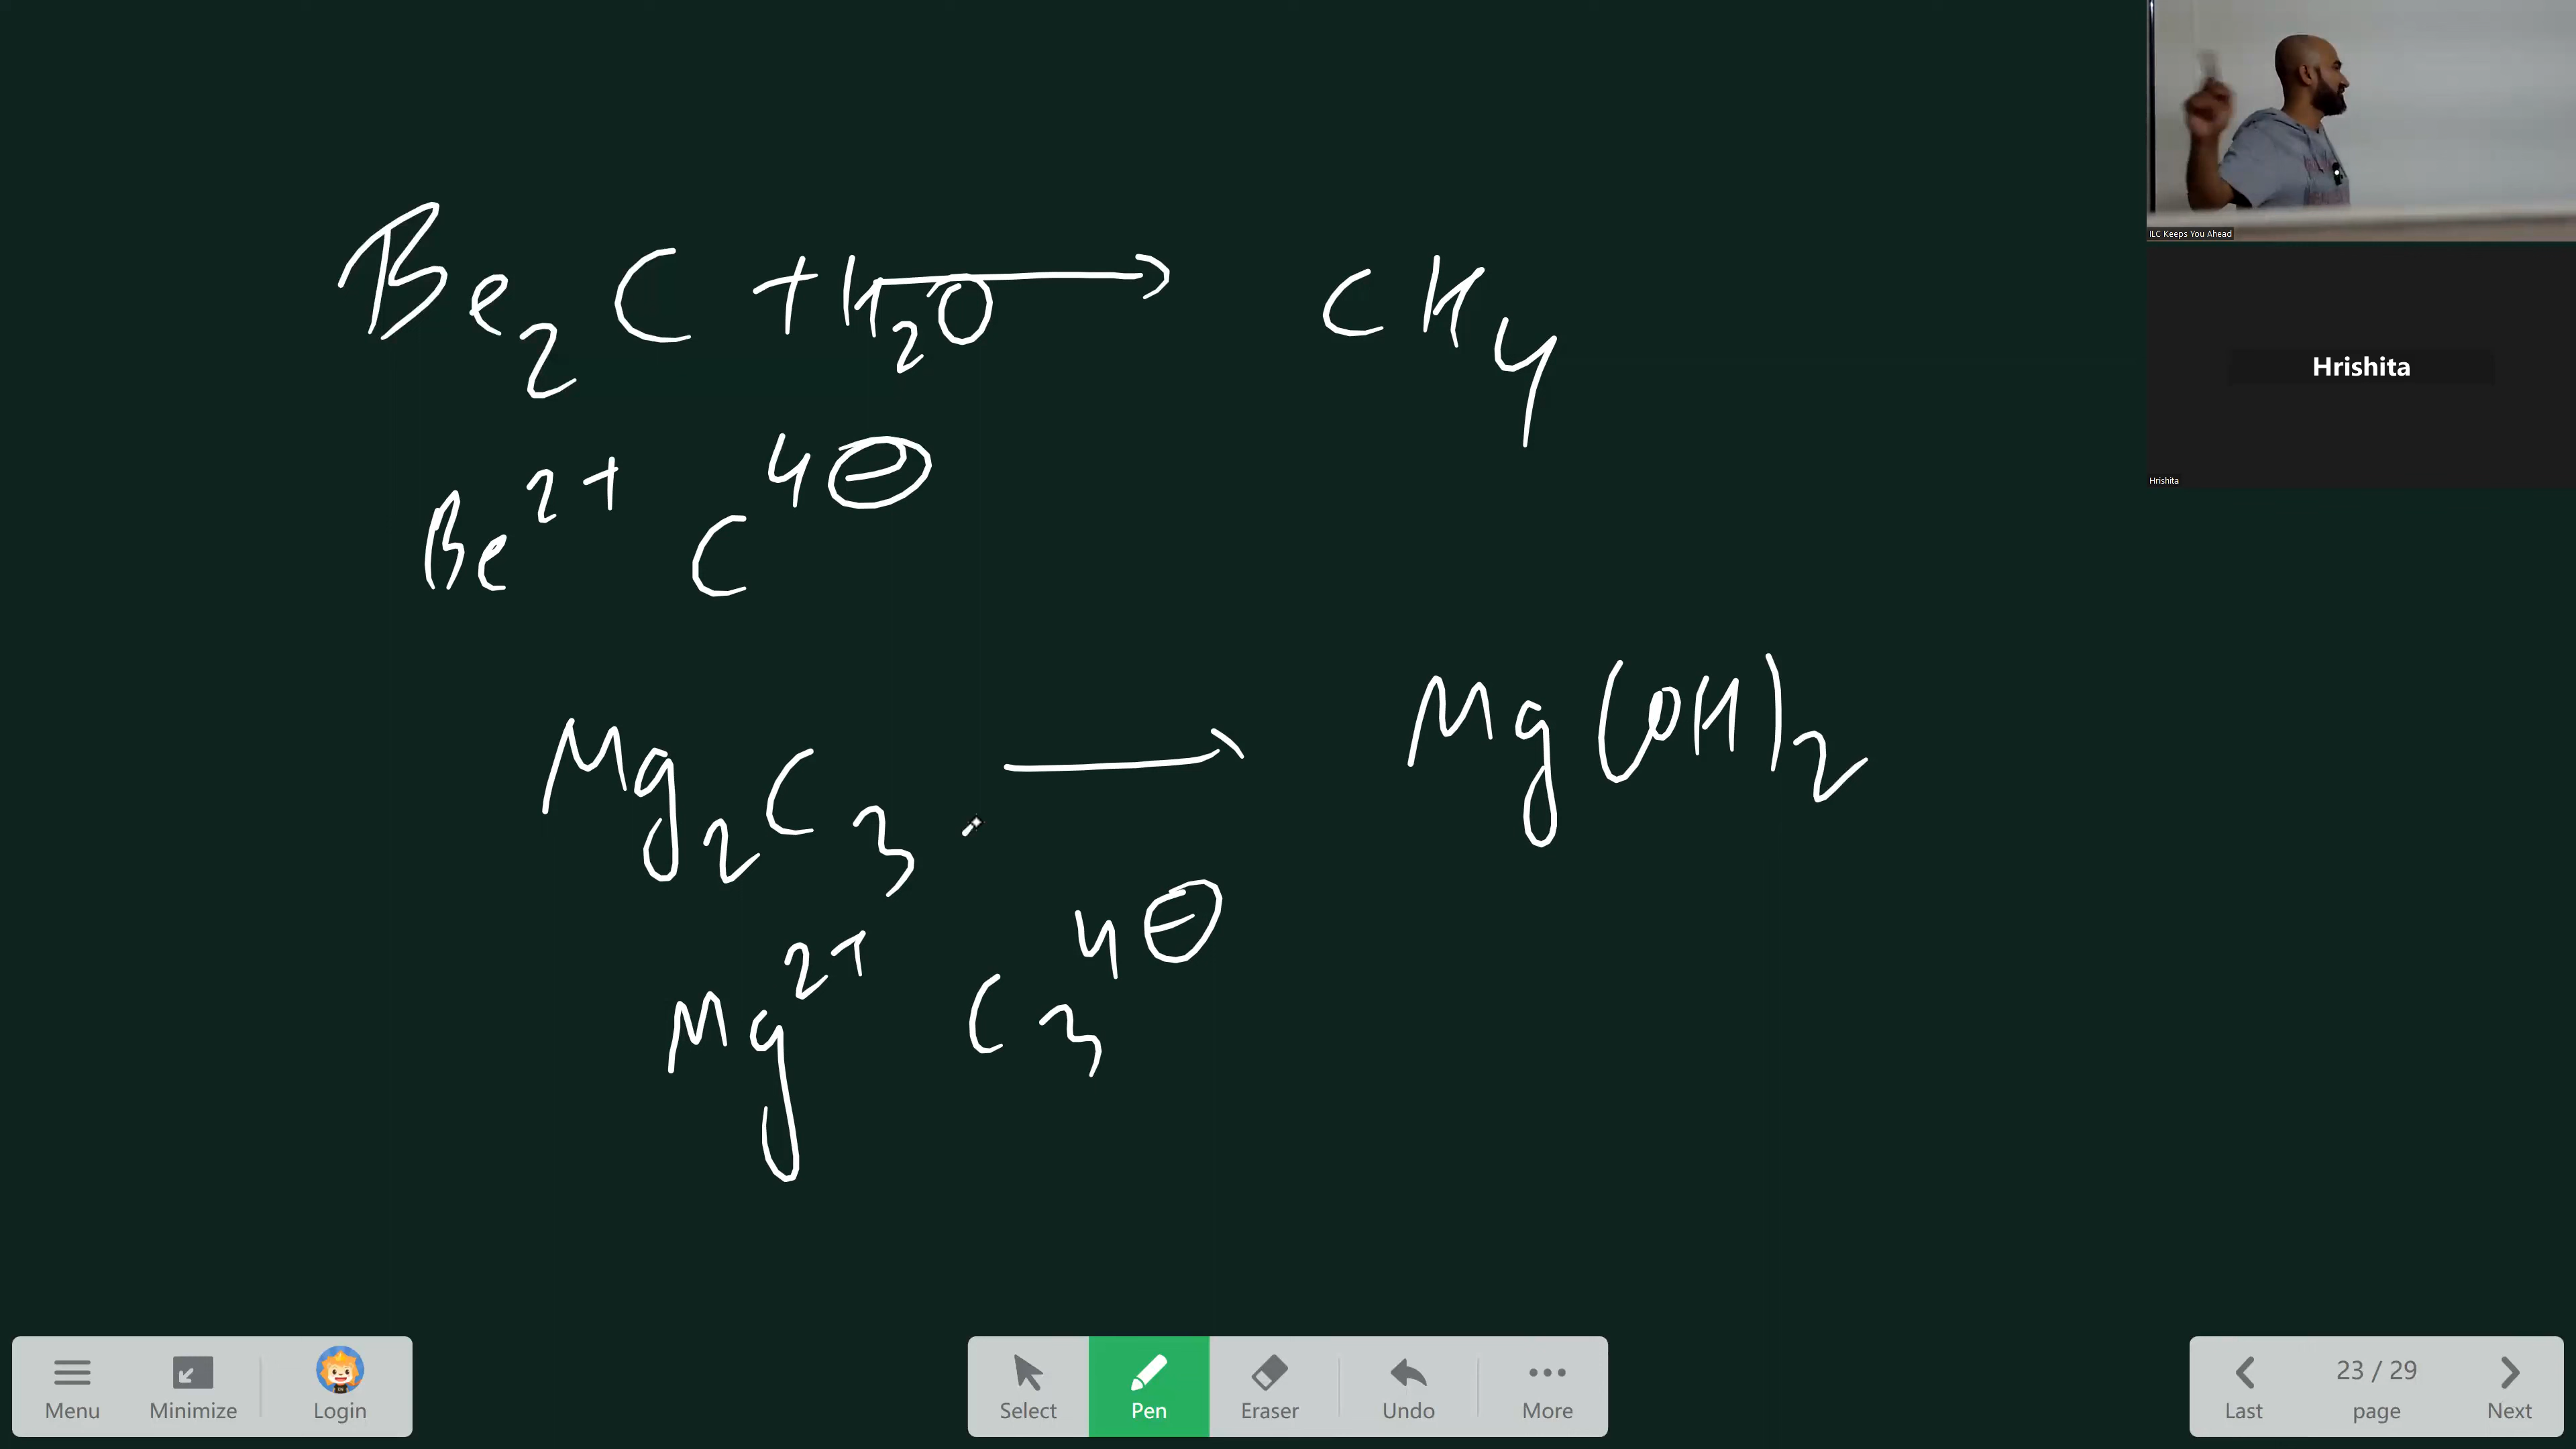 Be₂C + H₂O → CH₄
Be²⁺ C⁴⊖
Mg₂C₃ → Mg(OH)₂
Mg²⁺ C₃⁴⊖
ILC Keeps You Ahead
Hrishita
Hrishita
Menu
Minimize
Login
Select
Pen
Eraser
Undo
More
Last
23 / 29
page
Next